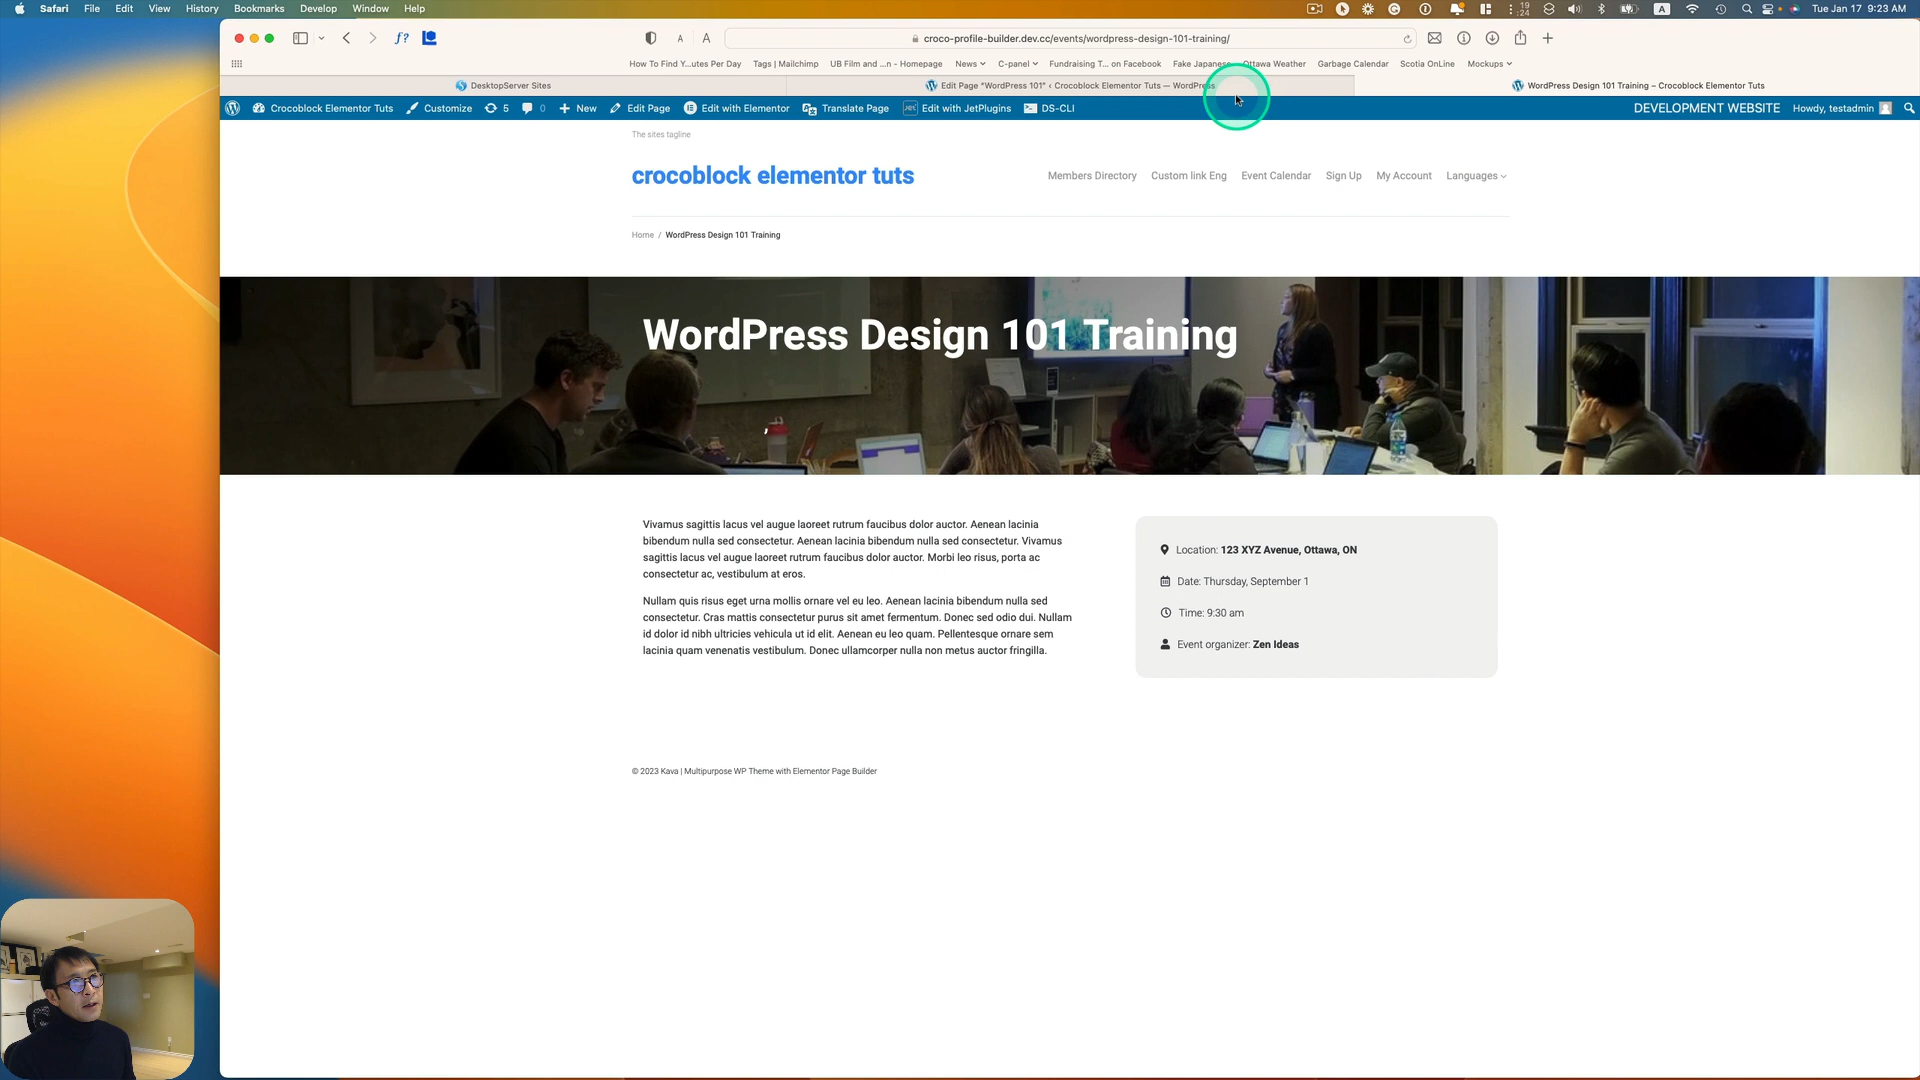 Safari File Edit View History Bookmarks Develop Window Help
19
24
A
Tue Jan 17 9:23 AM
f?
A A
croco-profile-builder.dev.cc/events/wordpress-design-101-training/
How To Find Y...utes Per Day Tags | Mailchimp UB Film and ...n - Homepage News C-panel Fundraising T... on Facebook Fake Japanese Ottawa Weather Garbage Calendar Scotia OnLine Mockups
DesktopServer Sites
Edit Page "WordPress 101" ‹ Crocoblock Elementor Tuts — WordPress
WordPress Design 101 Training – Crocoblock Elementor Tuts
Crocoblock Elementor Tuts Customize 5 0 New Edit Page Edit with Elementor Translate Page Edit with JetPlugins DS-CLI DEVELOPMENT WEBSITE Howdy, testadmin
The sites tagline
crocoblock elementor tuts
Members Directory Custom link Eng Event Calendar Sign Up My Account Languages
Home / WordPress Design 101 Training
WordPress Design 101 Training
,
Vivamus sagittis lacus vel augue laoreet rutrum faucibus dolor auctor. Aenean lacinia
bibendum nulla sed consectetur. Aenean lacinia bibendum nulla sed consectetur. Vivamus
sagittis lacus vel augue laoreet rutrum faucibus dolor auctor. Morbi leo risus, porta ac
consectetur ac, vestibulum at eros.
Nullam quis risus eget urna mollis ornare vel eu leo. Aenean lacinia bibendum nulla sed
consectetur. Cras mattis consectetur purus sit amet fermentum. Donec sed odio dui. Nullam
id dolor id nibh ultricies vehicula ut id elit. Aenean eu leo quam. Pellentesque ornare sem
lacinia quam venenatis vestibulum. Donec ullamcorper nulla non metus auctor fringilla.
Location: 123 XYZ Avenue, Ottawa, ON
Date: Thursday, September 1
Time: 9:30 am
Event organizer: Zen Ideas
© 2023 Kava | Multipurpose WP Theme with Elementor Page Builder